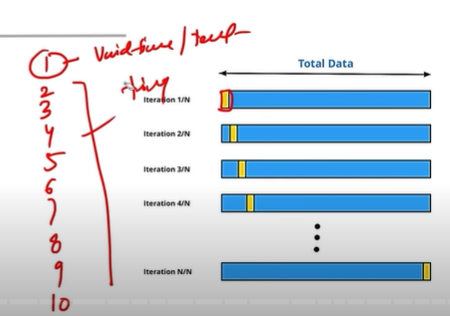 Total Data
①
2
3
4
5
6
7
8
9
10
Iteration 1/N
Iteration 2/N
Iteration 3/N
Iteration 4/N
Iteration N/N